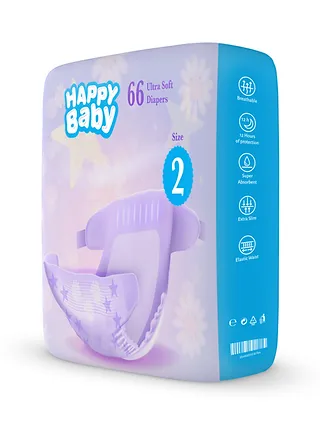 HAPPY
Baby
66 Ultra Soft
Diapers
Size
2
Breathable
12 Hours
of protection
Super
Absorbent
Extra Slim
Elastic Waist